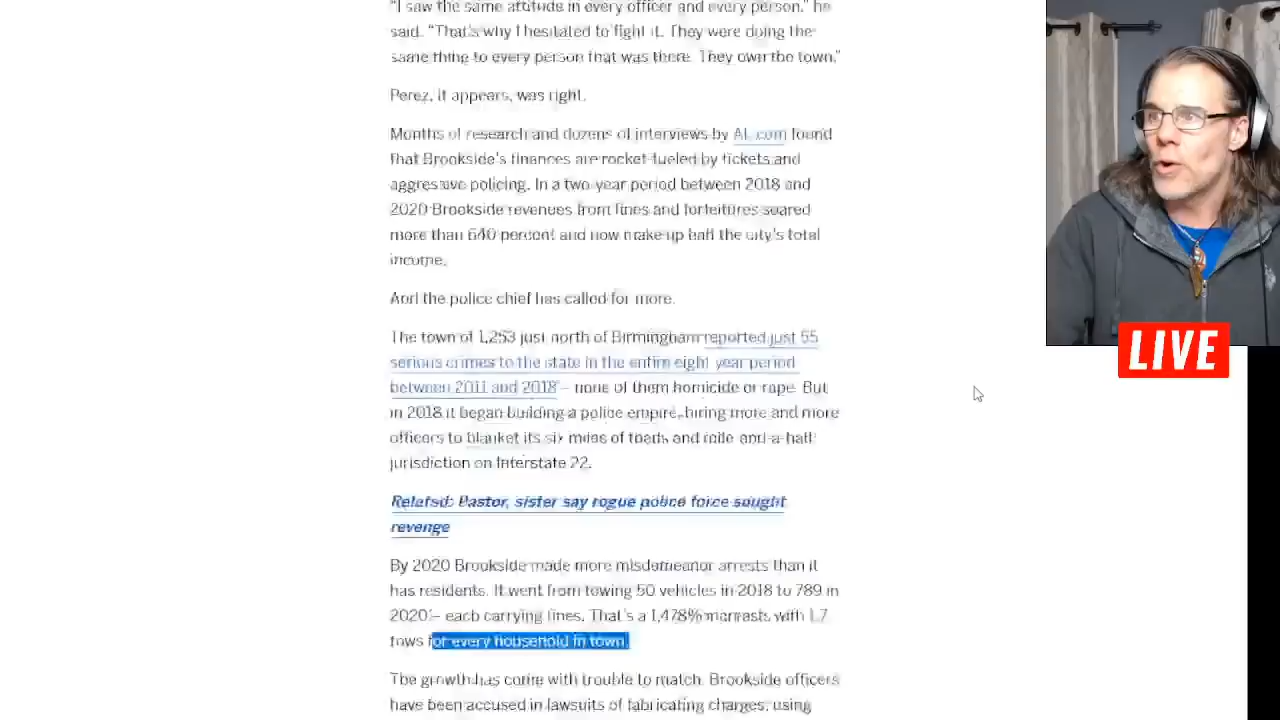 "I saw the same attitude in every officer and every person," he
said. "That's why I hesitated to fight it. They were doing the
same thing to every person that was there. They own the town."
Perez, it appears, was right.
Months of research and dozens of interviews by AL.com found
that Brookside's finances are rocket-fueled by tickets and
aggressive policing. In a two-year period between 2018 and
2020 Brookside revenues from fines and forfeitures soared
more than 640 percent and now make up half the city's total
income.
And the police chief has called for more.
The town of 1,253 just north of Birmingham reported just 55
serious crimes to the state in the entire eight year period
between 2011 and 2018 – none of them homicide or rape. But
in 2018 it began building a police empire, hiring more and more
officers to blanket its six miles of roads and mile-and-a-half
jurisdiction on Interstate 22.
Related: Pastor, sister say rogue police force sought
revenge
By 2020 Brookside made more misdemeanor arrests than it
has residents. It went from towing 50 vehicles in 2018 to 789 in
2020 – each carrying fines. That's a 1,478% with 1.7
tows for every household in town.
The growth has come with trouble to match. Brookside officers
have been accused in lawsuits of fabricating charges, using
LIVE